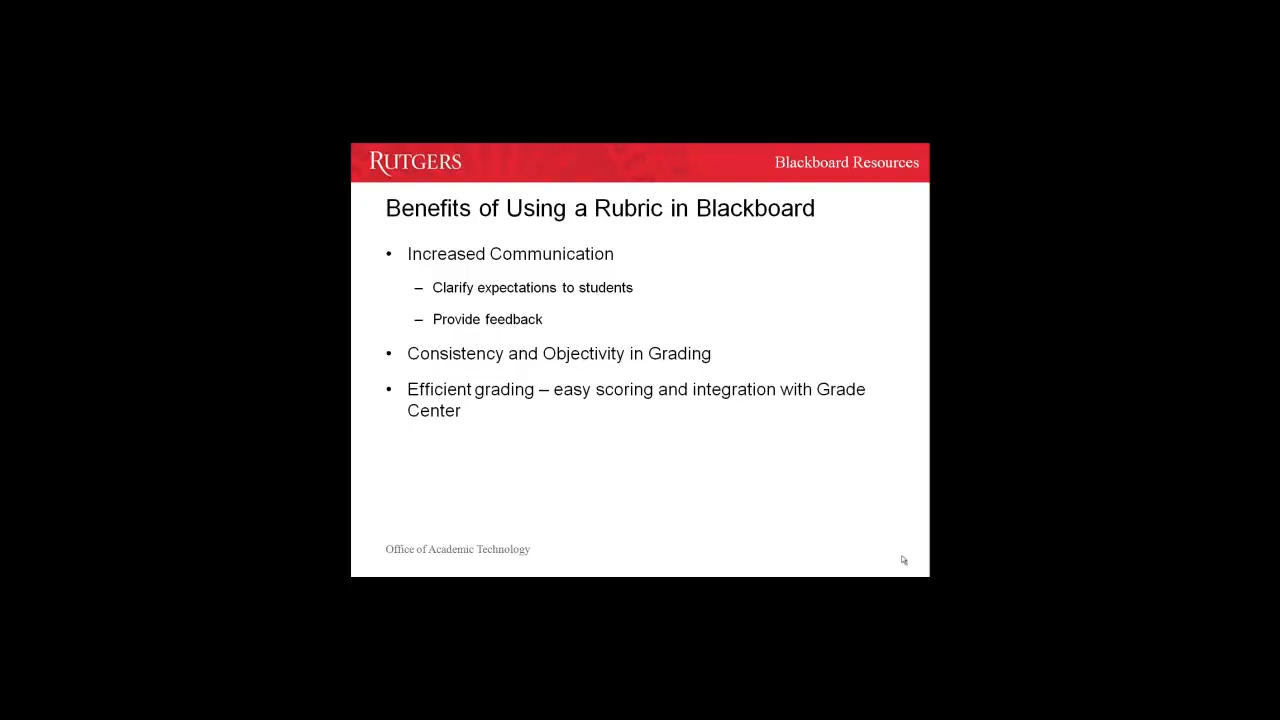 RUTGERS
Blackboard Resources
Benefits of Using a Rubric in Blackboard
• Increased Communication
– Clarify expectations to students
– Provide feedback
• Consistency and Objectivity in Grading
• Efficient grading – easy scoring and integration with Grade
Center
Office of Academic Technology